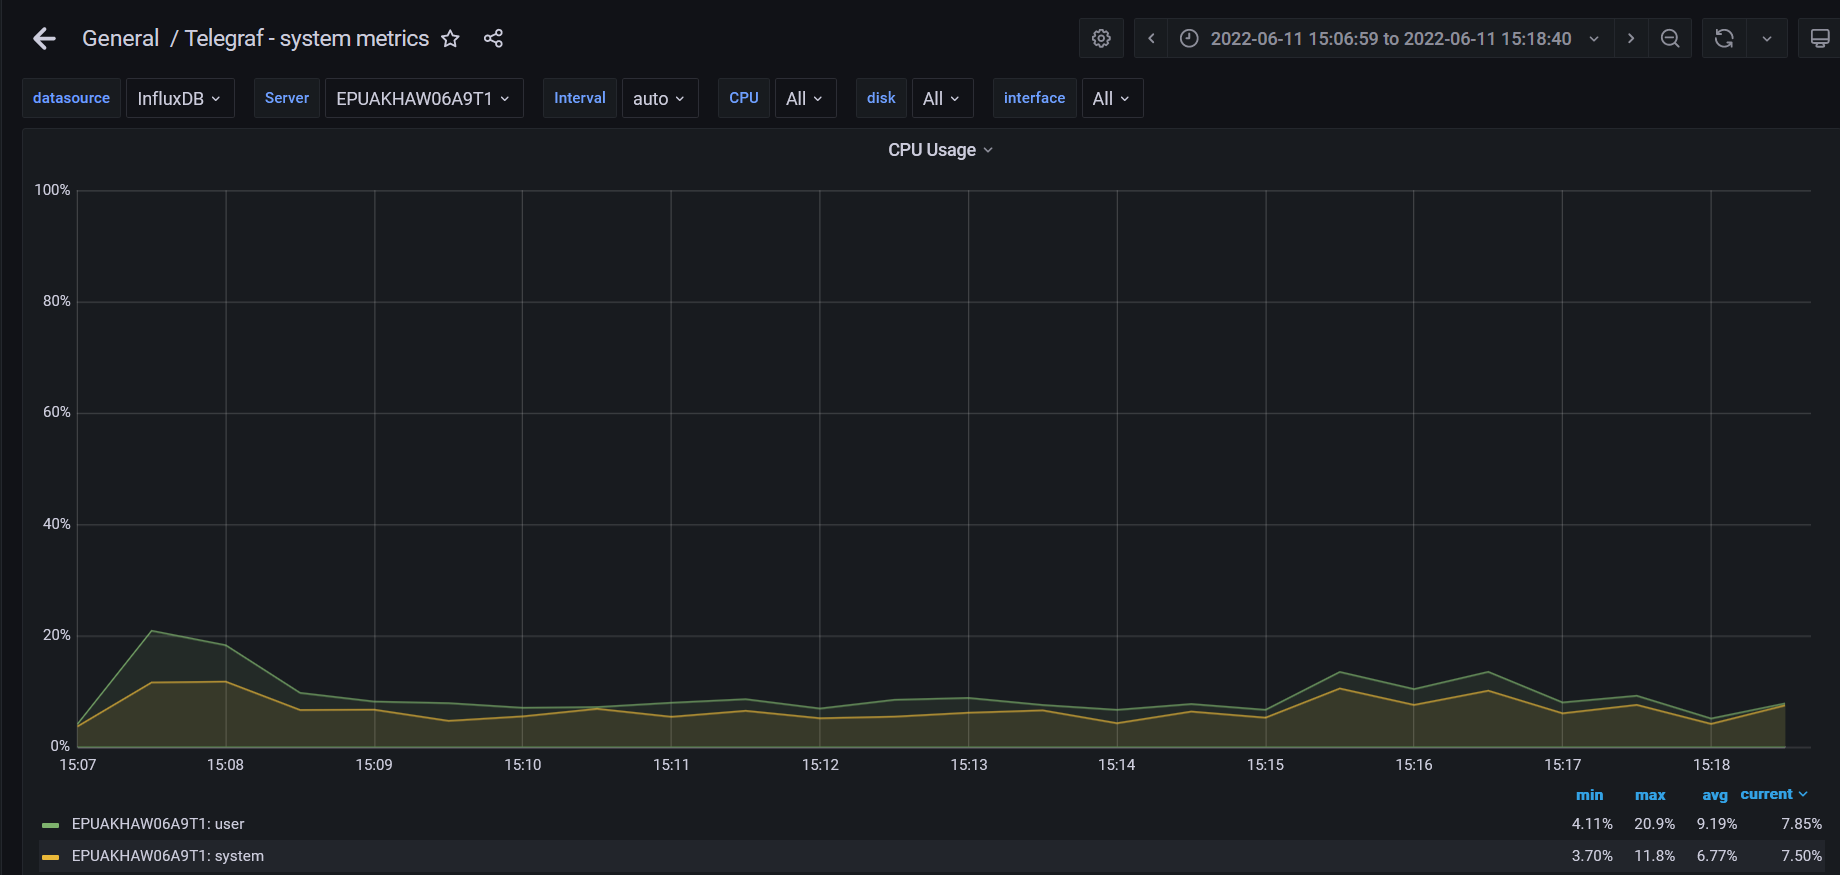 General / Telegraf - system metrics 2022-06-11 15:06:59 to 2022-06-11 15:18:40
datasource InfluxDB Server EPUAKHAW06A9T1 Interval auto CPU All disk All interface All
CPU Usage
100%
80%
60%
40%
20%
0%
15:07 15:08 15:09 15:10 15:11 15:12 15:13 15:14 15:15 15:16 15:17 15:18
min max avg current
EPUAKHAW06A9T1: user 4.11% 20.9% 9.19% 7.85%
EPUAKHAW06A9T1: system 3.70% 11.8% 6.77% 7.50%